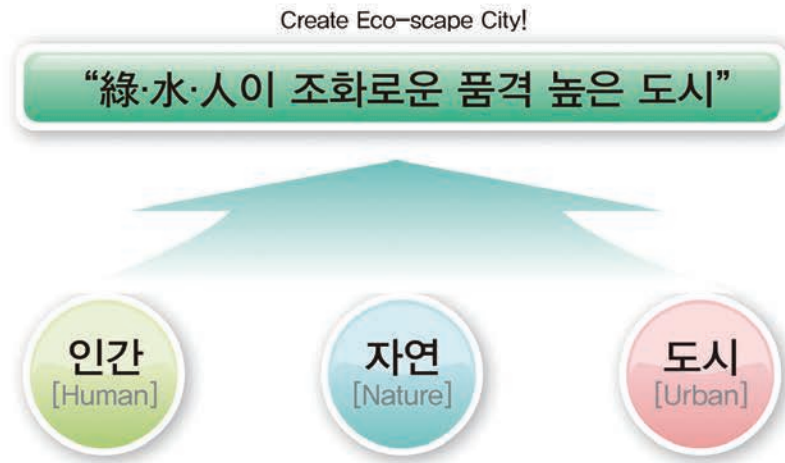 Create Eco-scape City!
“綠·水·人이 조화로운 품격 높은 도시”
인간
[Human]
자연
[Nature]
도시
[Urban]